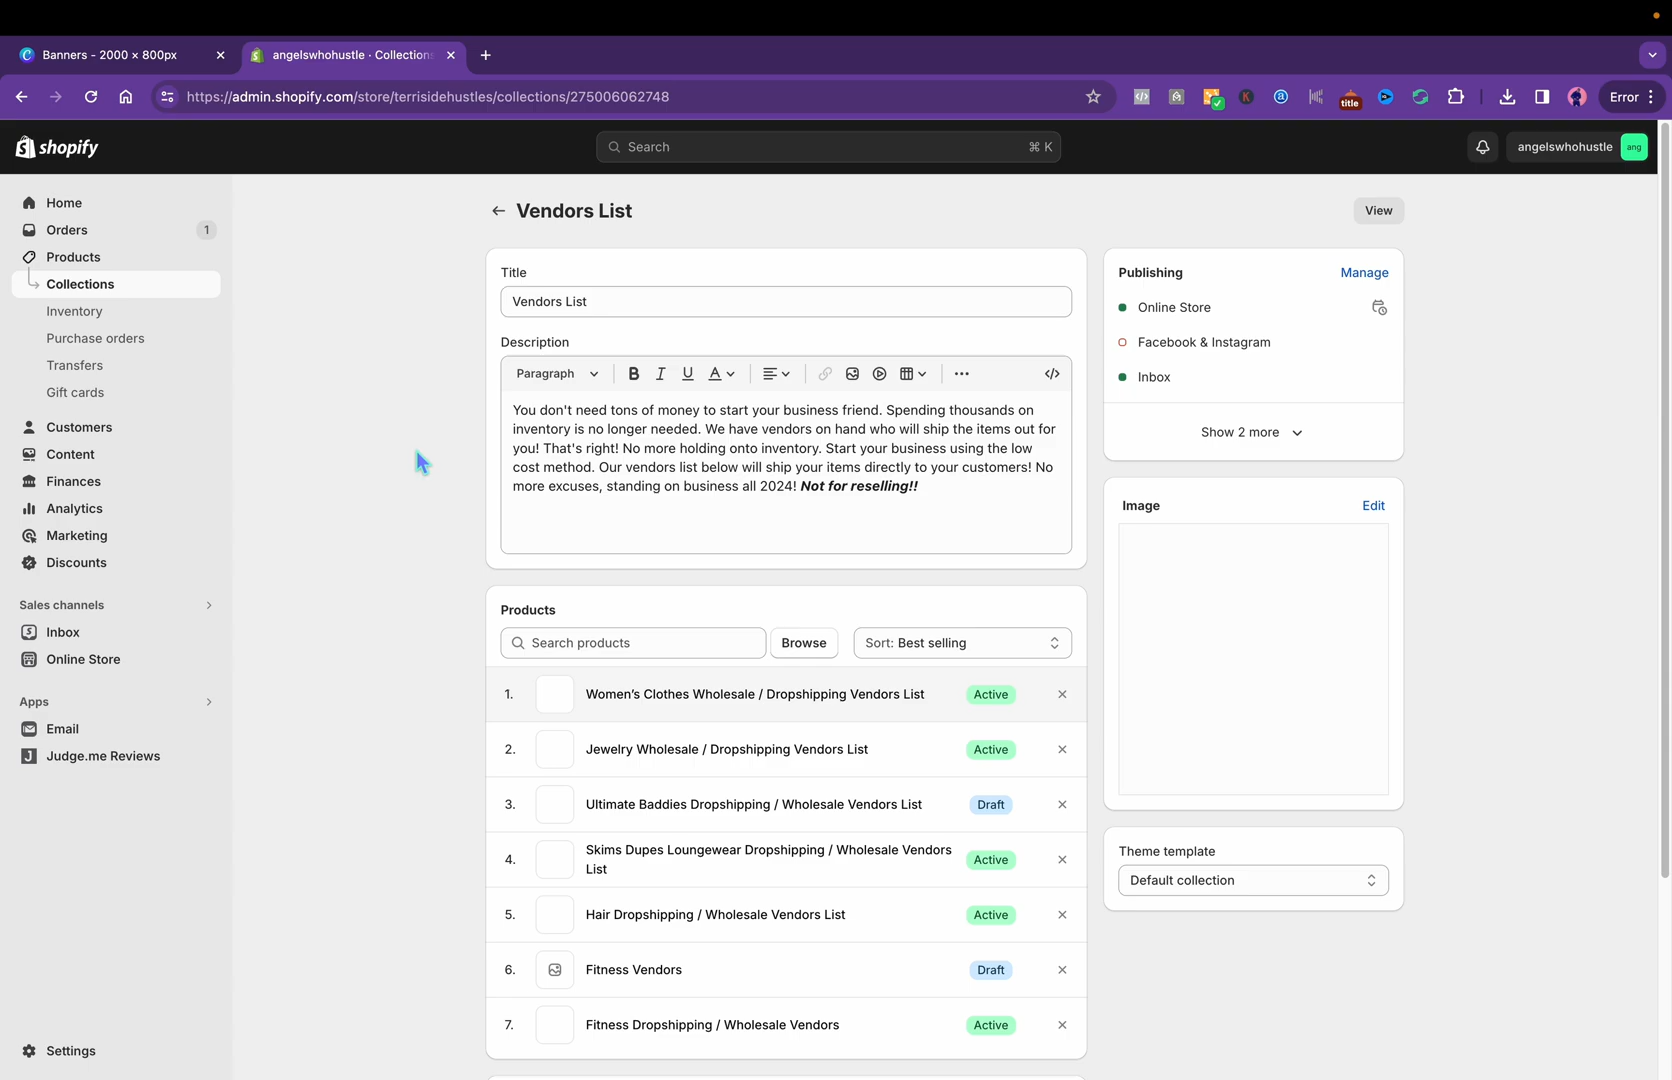 Banners - 2000 × 800px
angelswhohustle · Collections
https://admin.shopify.com/store/terrisidehustles/collections/275006062748
title
Error
shopify
Search
⌘ K
angelswhohustle
ang
Home
Orders
1
Products
Collections
Inventory
Purchase orders
Transfers
Gift cards
Customers
Content
Finances
Analytics
Marketing
Discounts
Sales channels
Inbox
Online Store
Apps
Email
Judge.me Reviews
Settings
Vendors List
View
Title
Vendors List
Description
Paragraph
You don't need tons of money to start your business friend. Spending thousands on
inventory is no longer needed. We have vendors on hand who will ship the items out for
you! That's right! No more holding onto inventory. Start your business using the low
cost method. Our vendors list below will ship your items directly to your customers! No
more excuses, standing on business all 2024! Not for reselling!!
Products
Search products
Browse
Sort: Best selling
1. Women's Clothes Wholesale / Dropshipping Vendors List Active
2. Jewelry Wholesale / Dropshipping Vendors List Active
3. Ultimate Baddies Dropshipping / Wholesale Vendors List Draft
4. Skims Dupes Loungewear Dropshipping / Wholesale Vendors
List Active
5. Hair Dropshipping / Wholesale Vendors List Active
6. Fitness Vendors Draft
7. Fitness Dropshipping / Wholesale Vendors Active
Publishing
Manage
Online Store
Facebook & Instagram
Inbox
Show 2 more
Image
Edit
Theme template
Default collection